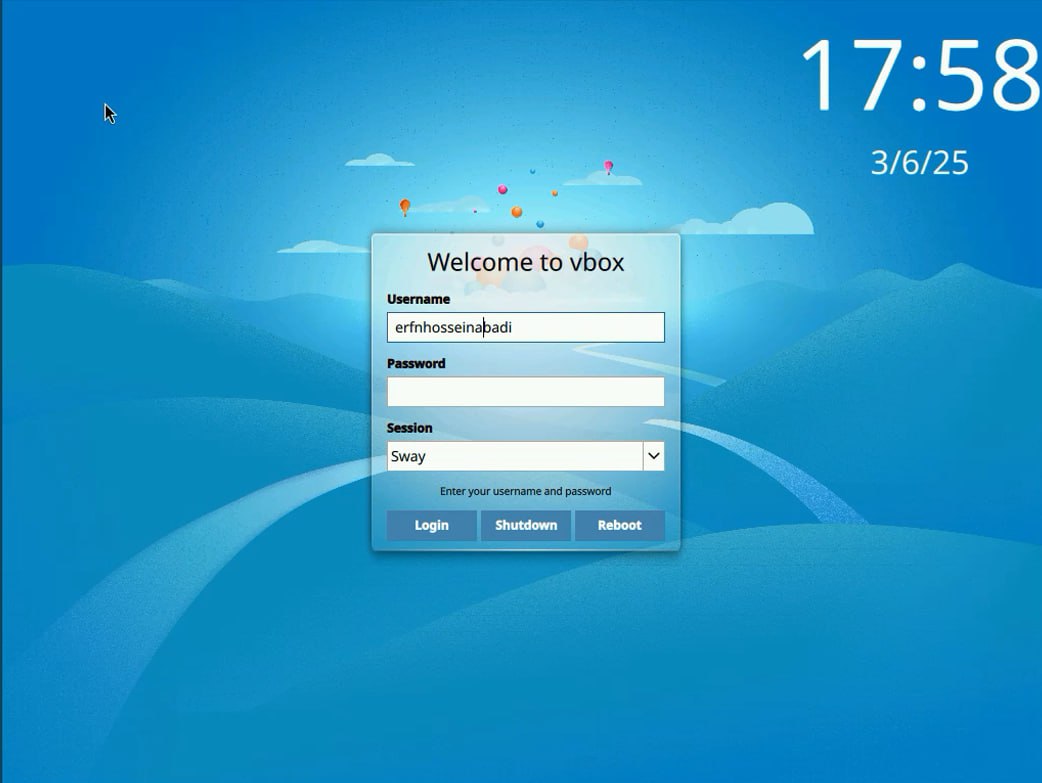 17:58
3/6/25
Welcome to vbox
Username
erfnhosseinabadi
Password
Session
Sway
Enter your username and password
Login Shutdown Reboot